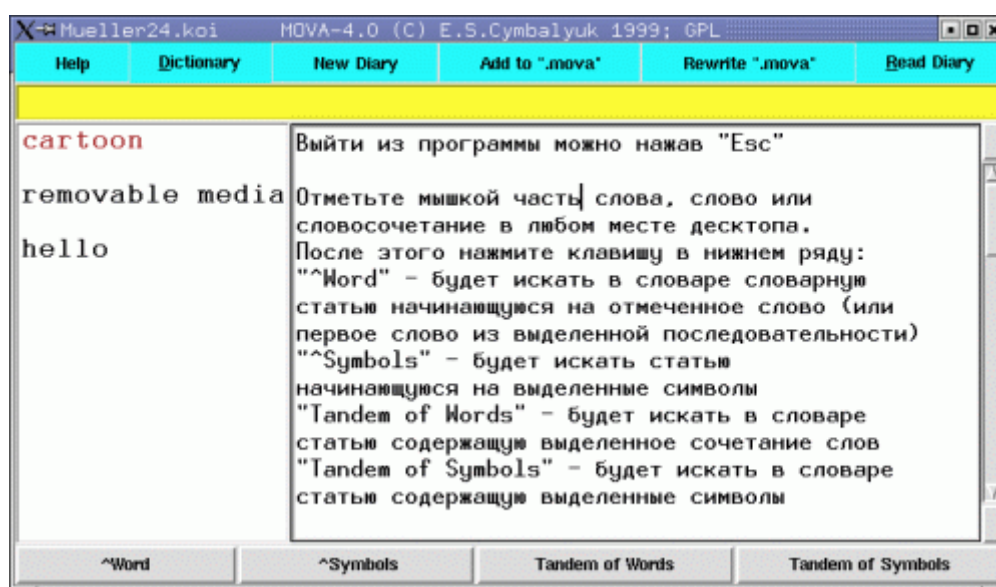 Mueller24.koi MOVA-4.0 (C) E.S.Cymbalyuk 1999; GPL
Help Dictionary New Diary Add to ".mova" Rewrite ".mova" Read Diary
cartoon
removable media
hello
Выйти из программы можно нажав "Esc"
Отметьте мышкой часть слова, слово или
словосочетание в любом месте десктопа.
После этого нажмите клавишу в нижнем ряду:
"^Word" - будет искать в словаре словарную
статью начинающуюся на отмеченное слово (или
первое слово из выделенной последовательности)
"^Symbols" - будет искать статью
начинающуюся на выделенные символы
"Tandem of Words" - будет искать в словаре
статью содержащую выделенное сочетание слов
"Tandem of Symbols" - будет искать в словаре
статью содержащую выделенные символы
^Word ^Symbols Tandem of Words Tandem of Symbols